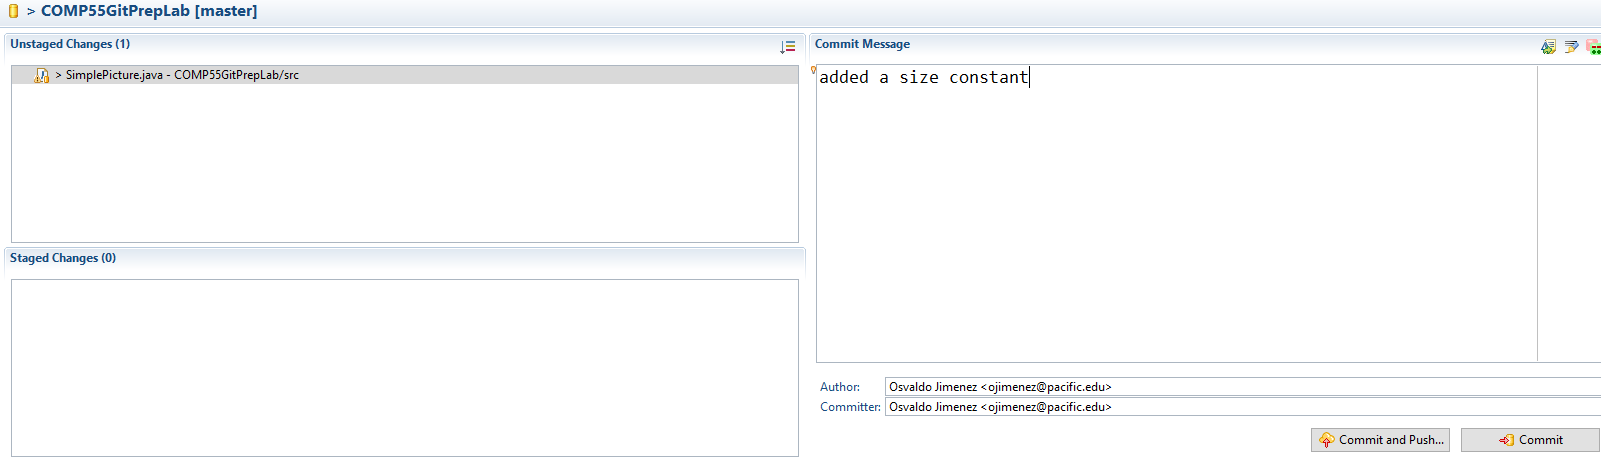 > COMP55GitPrepLab [master]
Unstaged Changes (1)
> SimplePicture.java - COMP55GitPrepLab/src
Staged Changes (0)
Commit Message
added a size constant
Author: Osvaldo Jimenez <ojimenez@pacific.edu>
Committer: Osvaldo Jimenez <ojimenez@pacific.edu>
Commit and Push... Commit